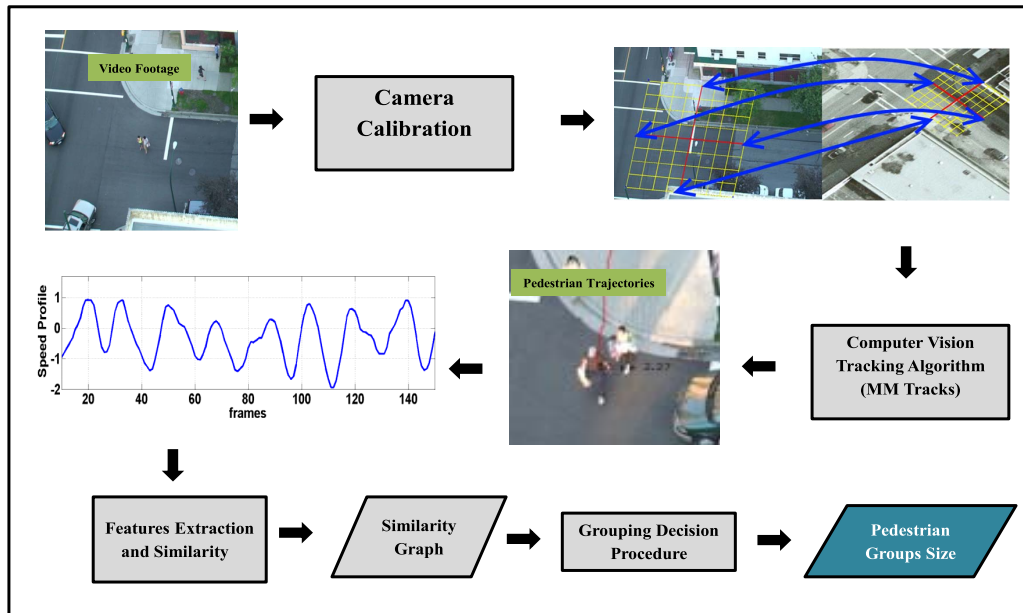 Video Footage
Camera
Calibration
Computer Vision
Tracking Algorithm
(MM Tracks)
Pedestrian Trajectories
2.27
Speed Profile
1
0
-1
-2
20 40 60 80 100 120 140
frames
Features Extraction
and Similarity
Similarity
Graph
Grouping Decision
Procedure
Pedestrian
Groups Size